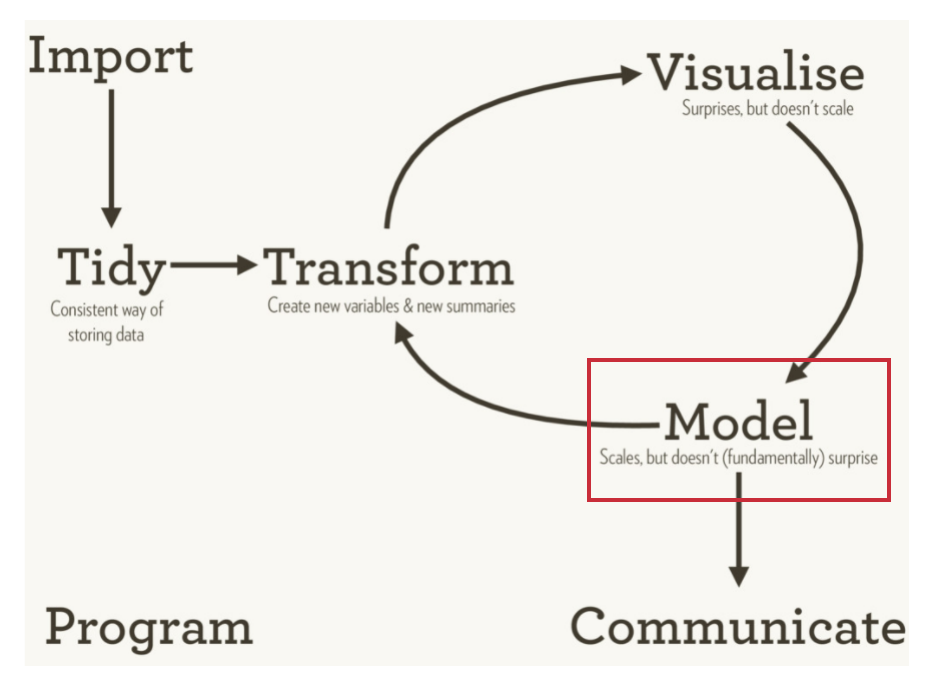 Import
Visualise
Surprises, but doesn't scale
Tidy
Consistent way of
storing data
Transform
Create new variables & new summaries
Model
Scales, but doesn't (fundamentally) surprise
Program
Communicate